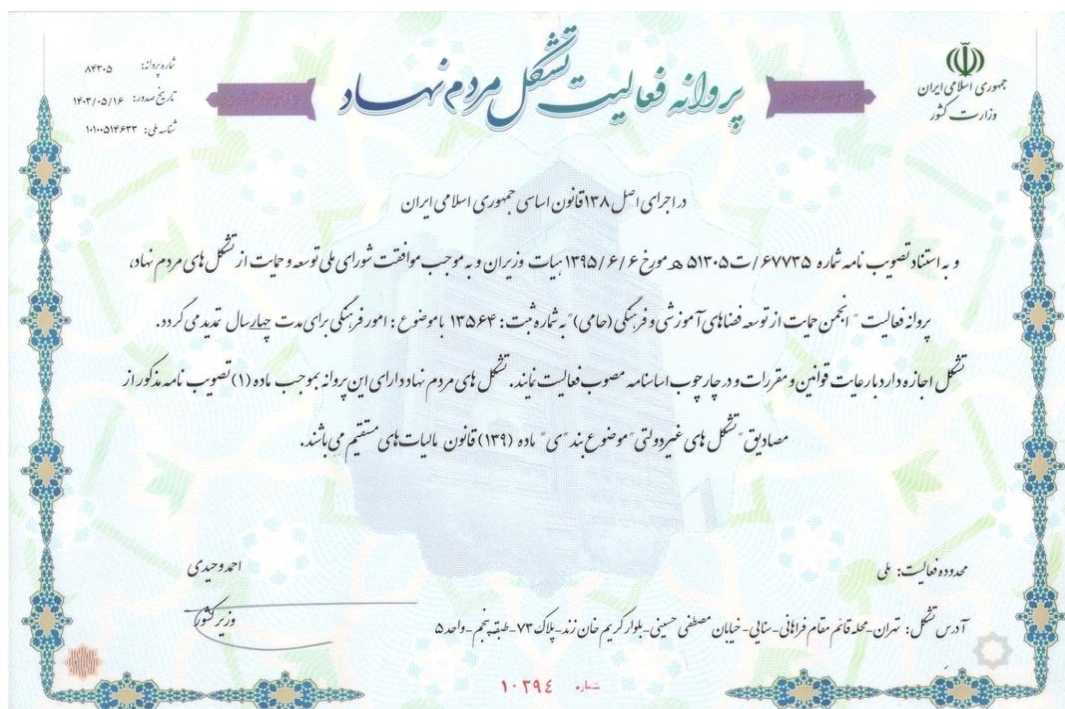 جمهوری اسلامی ایران
وزارت کشور
پروانه فعالیت تشکل مردم نهاد
شماره پروانه: ۸۴۳۰۵
تاریخ صدور: ۱۴۰۳/۰۵/۱۶
شناسه ملی: ۱۰۱۰۰۵۱۴۶۳۳
در اجرای اصل ۱۳۸ قانون اساسی جمهوری اسلامی ایران
و به استناد تصویب نامه شماره ۶۷۷۳۵/ت ۵۱۳۰۵ هـ مورخ ۱۳۹۵/۶/۶ هیات وزیران و به موجب موافقت شورای ملی توسعه و حمایت از تشکل های مردم نهاد،
پروانه فعالیت " انجمن حمایت از توسعه فضاهای آموزشی و فرهنگی (حامی)" به شماره ثبت: ۱۳۵۶۴ با موضوع: امور فرهنگی برای مدت چهار سال تمدید می گردد.
تشکل اجازه دارد با رعایت قوانین و مقررات و در چارچوب اساسنامه مصوب فعالیت نمایند. تشکل های مردم نهاد دارای این پروانه بموجب ماده (۱) تصویب نامه مذکور از
مصادیق "تشکل های غیردولتی" موضوع بند "ی" ماده (۱۳۹) قانون مالیات های مستقیم می باشند.
محدوده فعالیت: ملی
احمد وحیدی
وزیر کشور
آدرس تشکل: تهران-محله قائم مقام فراهانی- سنایی- خیابان مصطفی حسینی- بلوار کریم خان زند- پلاک ۷۳- طبقه پنجم- واحد ۵
شماره ۱۰۳۹۴